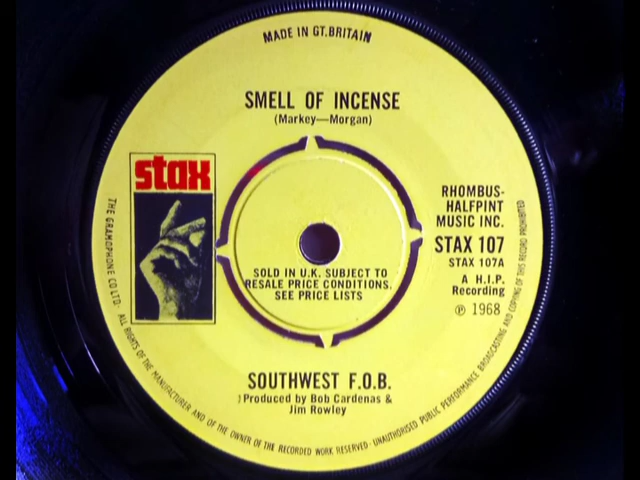 MADE IN GT.BRITAIN
SMELL OF INCENSE
(Markey—Morgan)
stax
RHOMBUS-
HALFPINT
MUSIC INC.
STAX 107
STAX 107A
A H.I.P.
Recording
℗ 1968
SOLD IN U.K. SUBJECT TO
RESALE PRICE CONDITIONS,
SEE PRICE LISTS
SOUTHWEST F.O.B.
Produced by Bob Cardenas &
Jim Rowley
THE GRAMOPHONE CO LTD. ALL RIGHTS OF THE MANUFACTURER AND OF THE OWNER OF THE RECORDED WORK RESERVED · UNAUTHORISED PUBLIC PERFORMANCE BROADCASTING AND COPYING OF THIS RECORD PROHIBITED